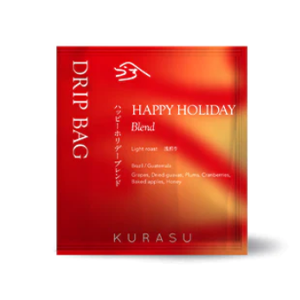 DRIP BAG
ハッピーホリデーブレンド
HAPPY HOLIDAY
Blend
Light roast 浅煎り
Brazil / Guatemala
Grapes, Dried guavas, Plums, Cranberries,
Baked apples, Honey
KURASU